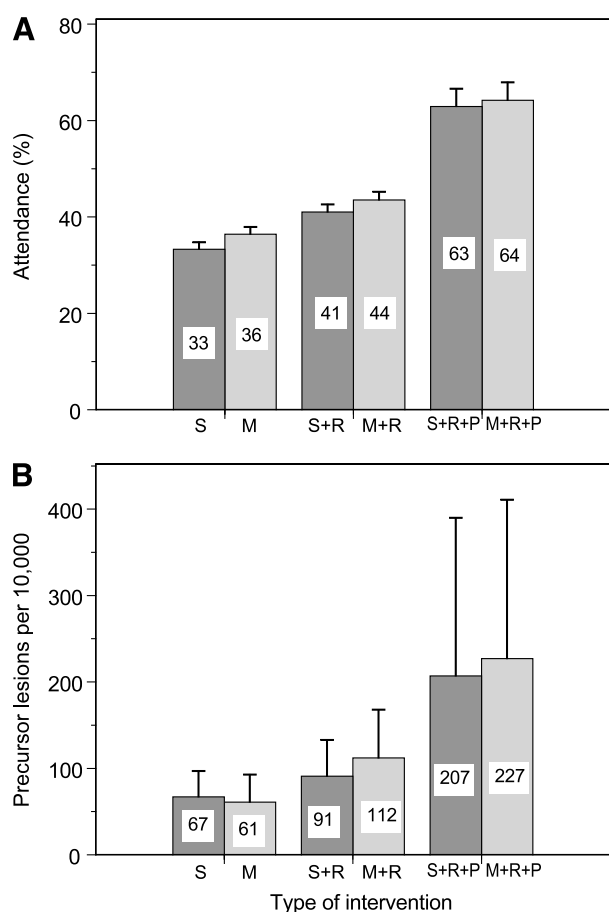 A
80
60
40
20
0
Attendance (%)
33
36
41
44
63
64
S
M
S+R
M+R
S+R+P
M+R+P
B
400
300
200
100
0
Precursor lesions per 10,000
67
61
91
112
207
227
S
M
S+R
M+R
S+R+P
M+R+P
Type of intervention